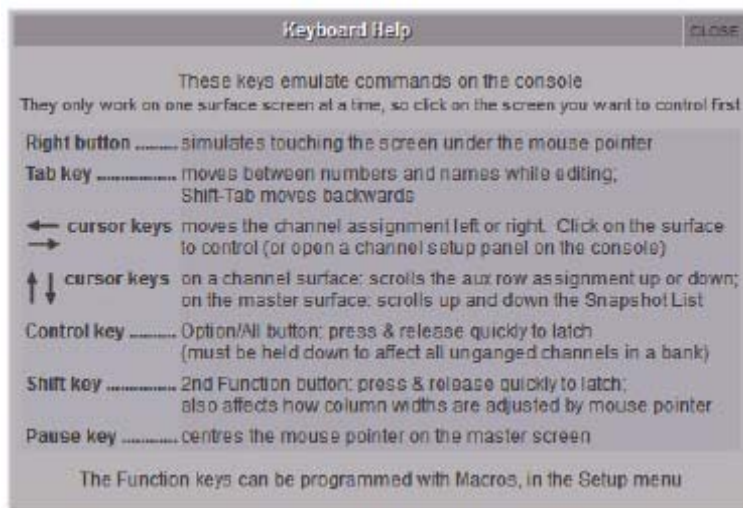 Keyboard Help
CLOSE
These keys emulate commands on the console
They only work on one surface screen at a time, so click on the screen you want to control first
Right button ......... simulates touching the screen under the mouse pointer
Tab key ................. moves between numbers and names while editing;
Shift-Tab moves backwards
← cursor keys moves the channel assignment left or right. Click on the surface
→ to control (or open a channel setup panel on the console)
↑ ↓ cursor keys on a channel surface: scrolls the aux row assignment up or down;
on the master surface: scrolls up and down the Snapshot List
Control key .......... Option/All button: press & release quickly to latch
(must be held down to affect all unganged channels in a bank)
Shift key ............... 2nd Function button: press & release quickly to latch;
also affects how column widths are adjusted by mouse pointer
Pause key ............ centres the mouse pointer on the master screen
The Function keys can be programmed with Macros, in the Setup menu